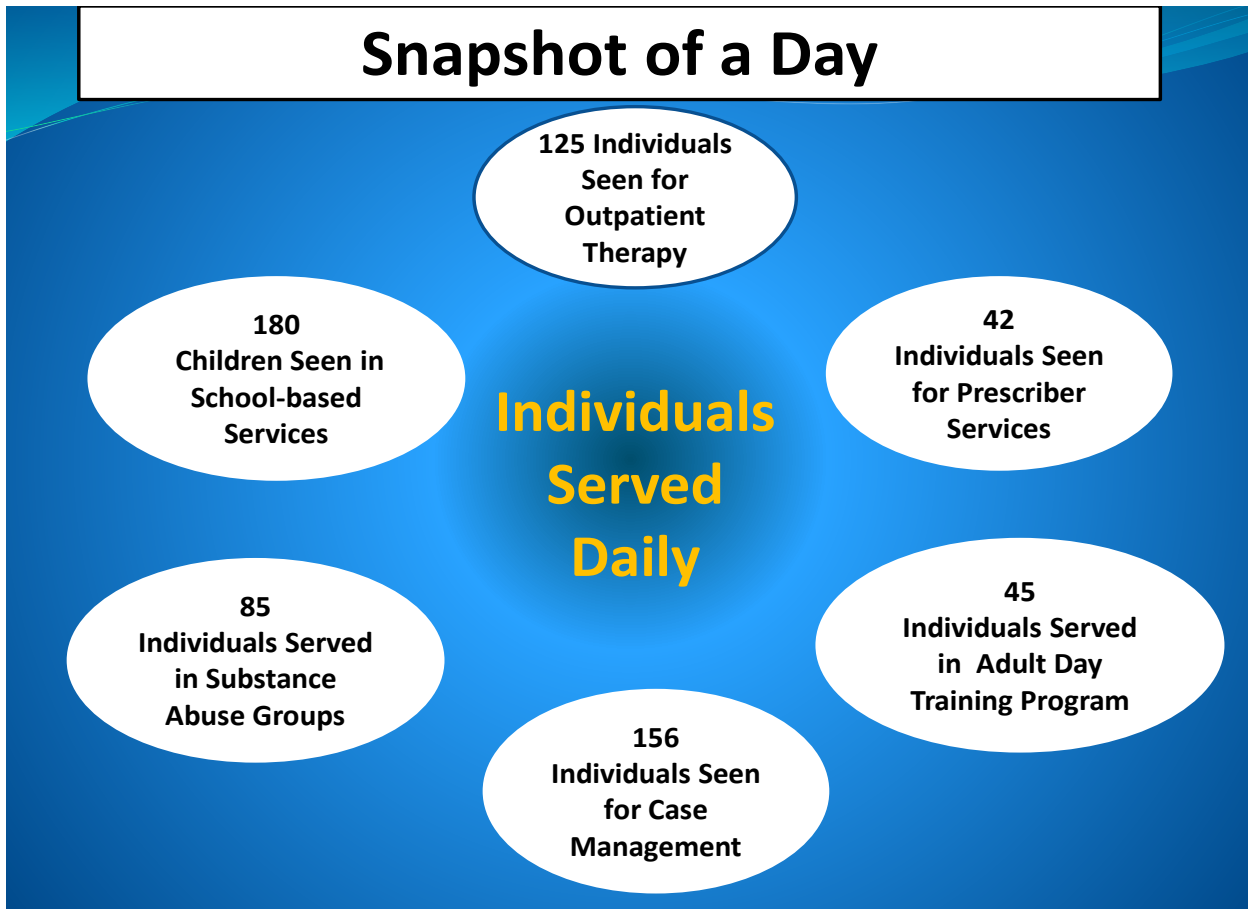 Snapshot of a Day
125 Individuals
Seen for
Outpatient
Therapy
180
Children Seen in
School-based
Services
42
Individuals Seen
for Prescriber
Services
Individuals
Served
Daily
85
Individuals Served
in Substance
Abuse Groups
45
Individuals Served
in Adult Day
Training Program
156
Individuals Seen
for Case
Management